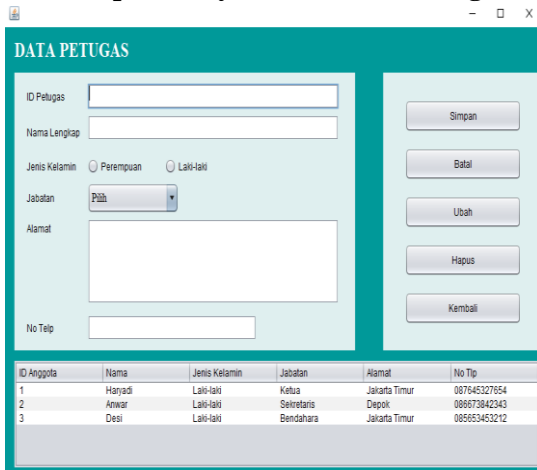 DATA PETUGAS
ID Petugas
Nama Lengkap
Jenis Kelamin Perempuan Laki-laki
Jabatan Pilih
Alamat
No Telp
Simpan
Batal
Ubah
Hapus
Kembali
ID Anggota Nama Jenis Kelamin Jabatan Alamat No Tlp
1 Haryadi Laki-laki Ketua Jakarta Timur 087645327654
2 Anwar Laki-laki Sekretaris Depok 086673842343
3 Desi Laki-laki Bendahara Jakarta Timur 085653453212